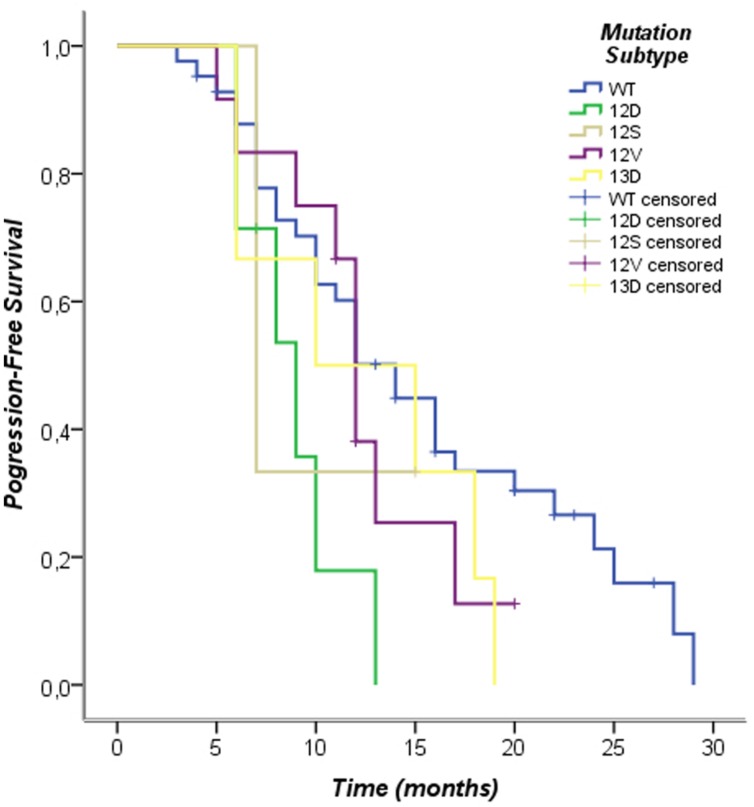 Mutation
Subtype
WT
12D
12S
12V
13D
WT censored
12D censored
12S censored
12V censored
13D censored
Pogression-Free Survival
1,0
0,8
0,6
0,4
0,2
0,0
0 5 10 15 20 25 30
Time (months)